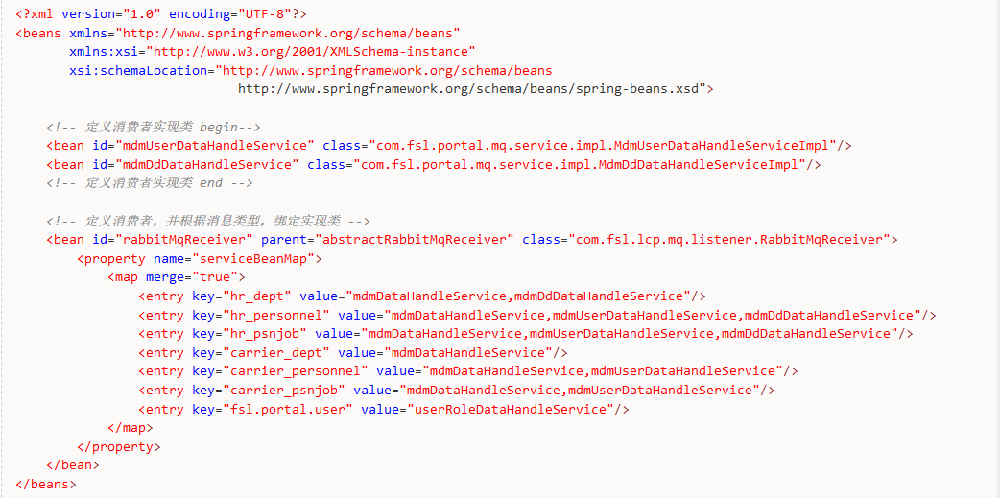 <?xml version="1.0" encoding="UTF-8"?>
<beans xmlns="http://www.springframework.org/schema/beans"
       xmlns:xsi="http://www.w3.org/2001/XMLSchema-instance"
       xsi:schemaLocation="http://www.springframework.org/schema/beans
                             http://www.springframework.org/schema/beans/spring-beans.xsd">

    <!-- 定义消费者实现类 begin-->
    <bean id="mdmUserDataHandleService" class="com.fsl.portal.mq.service.impl.MdmUserDataHandleServiceImpl"/>
    <bean id="mdmDdDataHandleService" class="com.fsl.portal.mq.service.impl.MdmDdDataHandleServiceImpl"/>
    <!-- 定义消费者实现类 end -->

    <!-- 定义消费者，并根据消息类型，绑定实现类 -->
    <bean id="rabbitMqReceiver" parent="abstractRabbitMqReceiver" class="com.fsl.lcp.mq.listener.RabbitMqReceiver">
        <property name="serviceBeanMap">
            <map merge="true">
                <entry key="hr_dept" value="mdmDataHandleService,mdmDdDataHandleService"/>
                <entry key="hr_personnel" value="mdmDataHandleService,mdmUserDataHandleService,mdmDdDataHandleService"/>
                <entry key="hr_psnjob" value="mdmDataHandleService,mdmUserDataHandleService,mdmDdDataHandleService"/>
                <entry key="carrier_dept" value="mdmDataHandleService"/>
                <entry key="carrier_personnel" value="mdmDataHandleService,mdmUserDataHandleService"/>
                <entry key="carrier_psnjob" value="mdmDataHandleService,mdmUserDataHandleService"/>
                <entry key="fsl.portal.user" value="userRoleDataHandleService"/>
            </map>
        </property>
    </bean>
</beans>